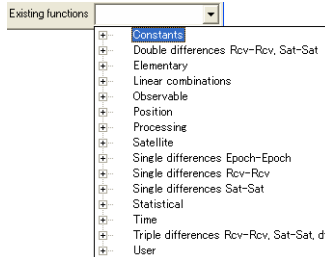 Existing functions
Constants
Double differences Rcv-Rcv, Sat-Sat
Elementary
Linear combinations
Observable
Position
Processing
Satellite
Single differences Epoch-Epoch
Single differences Rcv-Rcv
Single differences Sat-Sat
Statistical
Time
Triple differences Rcv-Rcv, Sat-Sat,
User